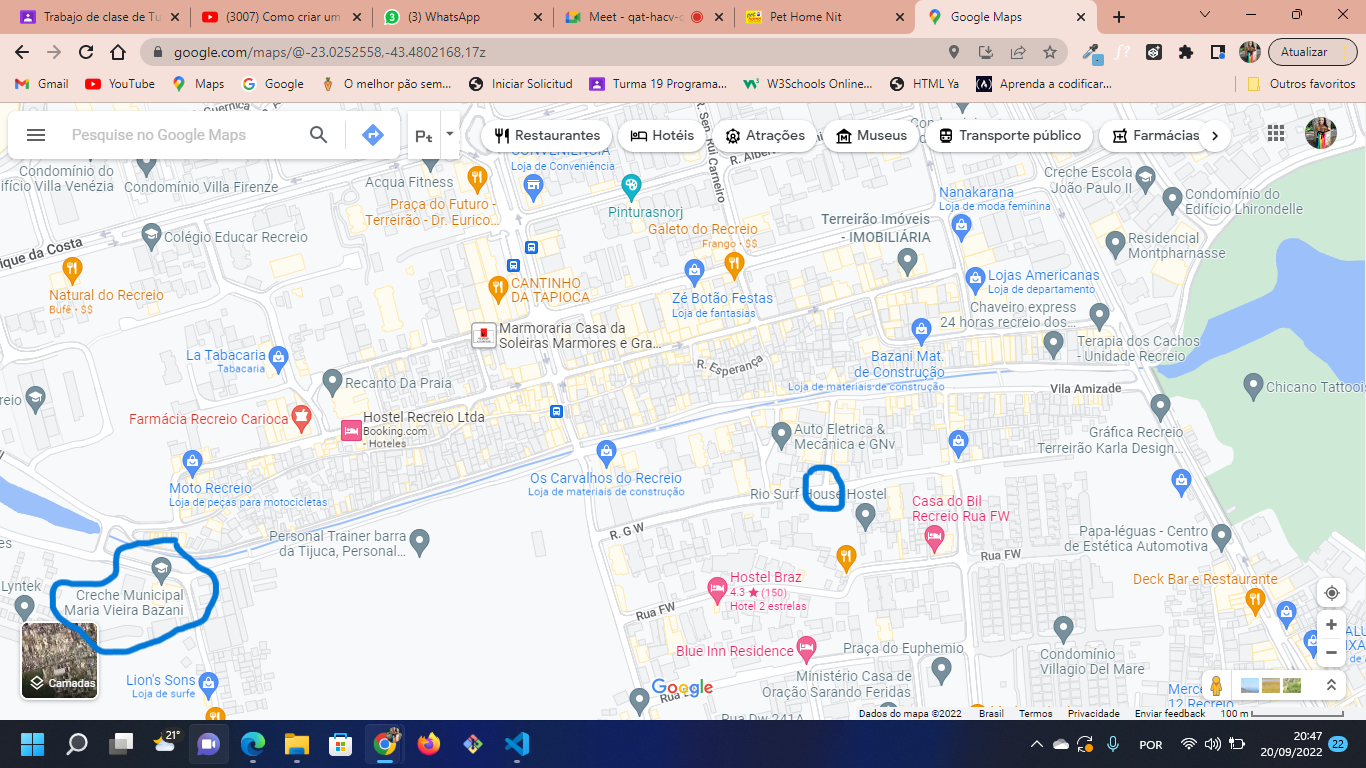 Trabajo de clase de Tu
(3007) Como criar um
(3) WhatsApp
Meet - qat-hacv-c
Pet Home Nit
Google Maps
google.com/maps/@-23.0252558,-43.4802168,17z
Atualizar
Gmail
YouTube
Maps
Google
O melhor pão sem...
Iniciar Solicitud
Turma 19 Programa...
W3Schools Online...
HTML Ya
Aprenda a codificar...
Outros favoritos
Pesquise no Google Maps
Restaurantes
Hotéis
Atrações
Museus
Transporte público
Farmácias
Guernica
Condomínio do
ifício Villa Venézia
Condomínio Villa Firenze
Acqua Fitness
CONVENIÊNCIA
Loja de Conveniência
Praça do Futuro -
Terreirão - Dr. Eurico...
Pinturasnorj
R. Sen. Rui Carneiro
Creche Escola
João Paulo II
Nanakarana
Loja de moda feminina
Condomínio do
Edifício Lhirondelle
ique da Costa
Colégio Educar Recreio
Galeto do Recreio
Frango • $$
Terreirão Imóveis
- IMOBILIÁRIA
Residencial
Montpharnasse
Natural do Recreio
Bufê • $$
CANTINHO
DA TAPIOCA
Zé Botão Festas
Loja de fantasias
Lojas Americanas
Loja de departamento
Chaveiro express
24 horas recreio dos...
Marmoraria Casa da
Soleiras Marmores e Gra...
Terapia dos Cachos
- Unidade Recreio
La Tabacaria
Tabacaria
R. Esperança
Bazani Mat.
de Construção
Loja de materiais de construção
Recanto Da Praia
Vila Amizade
Chicano Tattoois
reio
Farmácia Recreio Carioca
Hostel Recreio Ltda
Booking.com
- Hoteles
Auto Eletrica &
Mecânica e GNv
Gráfica Recreio
Terreirão Karla Design...
Os Carvalhos do Recreio
Loja de materiais de construção
Moto Recreio
Loja de peças para motocicletas
Rio Surf House Hostel
Casa do Bil
Recreio Rua FW
R. G W
Personal Trainer barra
da Tijuca, Personal...
Papa-léguas - Centro
de Estética Automotiva
Rua FW
Lyntek
Creche Municipal
Maria Vieira Bazani
Hostel Braz
4.3 ★ (150)
Hotel 2 estrelas
Deck Bar e Restaurante
Rua FW
Blue Inn Residence
Praça do Euphemio
Condomínio
Villagio Del Mare
Camadas
Lion's Sons
Loja de surfe
Google
Ministério Casa de
Oração Sarando Feridas
Rua Dw 241A
Dados do mapa ©2022
Brasil
Termos
Privacidade
Enviar feedback
100 m
21°
POR
20:47
20/09/2022
22